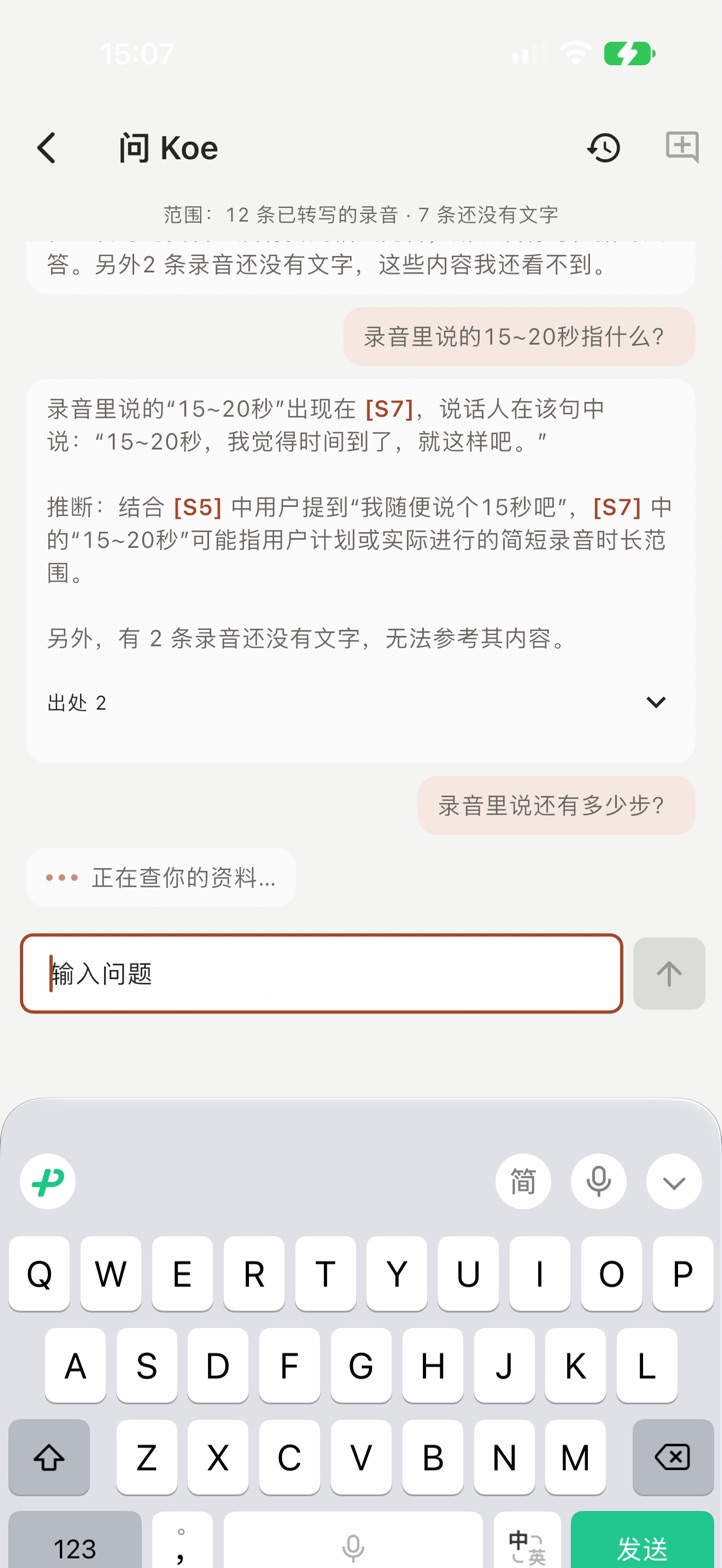 15:07
问 Koe
范围：12 条已转写的录音 · 7 条还没有文字
答。另外2 条录音还没有文字，这些内容我还看不到。
录音里说的15~20秒指什么？
录音里说的“15~20秒”出现在 [S7]，说话人在该句中
说：“15~20秒，我觉得时间到了，就这样吧。”
推断：结合 [S5] 中用户提到“我随便说个15秒吧”，[S7] 中
的“15~20秒”可能指用户计划或实际进行的简短录音时长范
围。
另外，有 2 条录音还没有文字，无法参考其内容。
出处 2
录音里说还有多少步？
正在查你的资料...
输入问题
简
Q W E R T Y U I O P
A S D F G H J K L
Z X C V B N M
123 。 , 中 英 发送